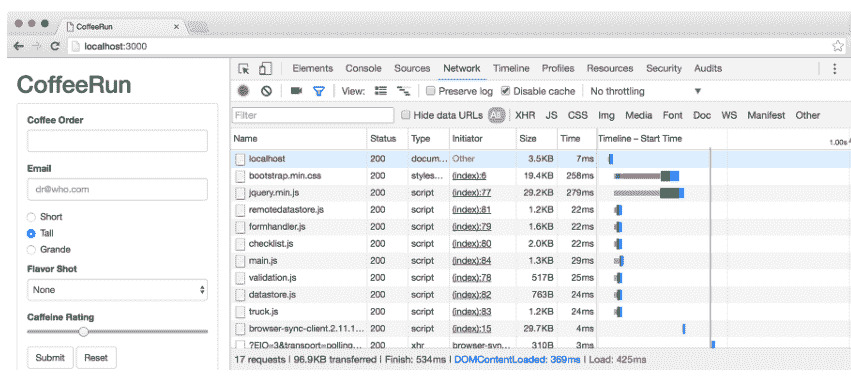 CoffeeRun
localhost:3000
CoffeeRun
Coffee Order
Email
dr@who.com
Short
Tall
Grande
Flavor Shot
None
Caffeine Rating
Submit Reset
Elements Console Sources Network Timeline Profiles Resources Security Audits
View: Preserve log Disable cache No throttling
Filter Hide data URLs All XHR JS CSS Img Media Font Doc WS Manifest Other
Name Status Type Initiator Size Time Timeline – Start Time 1.00s
localhost 200 docum... Other 3.5KB 7ms
bootstrap.min.css 200 styles... (index):6 19.4KB 258ms
jquery.min.js 200 script (index):77 29.2KB 279ms
remotedatastore.js 200 script (index):81 1.2KB 22ms
formhandler.js 200 script (index):79 1.6KB 22ms
checklist.js 200 script (index):80 2.0KB 22ms
main.js 200 script (index):84 1.3KB 29ms
validation.js 200 script (index):78 517B 25ms
datastore.js 200 script (index):82 763B 24ms
truck.js 200 script (index):83 1.2KB 24ms
browser-sync-client.2.11.1... 200 script (index):15 29.7KB 4ms
?EIO=3&transport=polling... 200 xhr browser-syn... 310B 3ms
17 requests | 96.9KB transferred | Finish: 534ms | DOMContentLoaded: 369ms | Load: 425ms